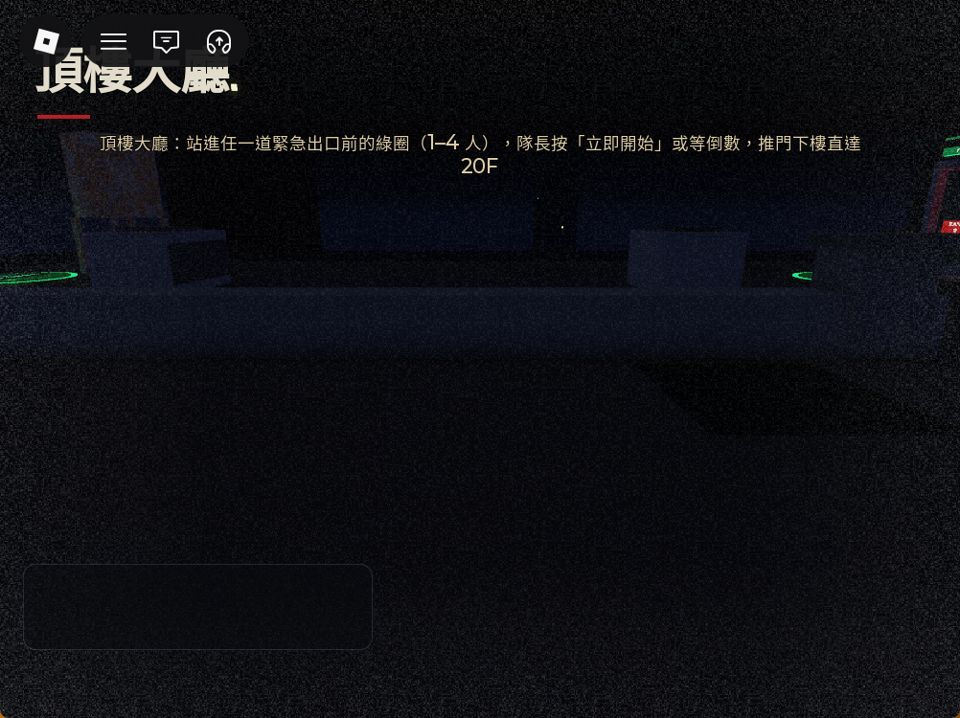 頂樓大廳.
頂樓大廳：站進任一道緊急出口前的綠圈（1–4 人），隊長按「立即開始」或等倒數，推門下樓直達
20F